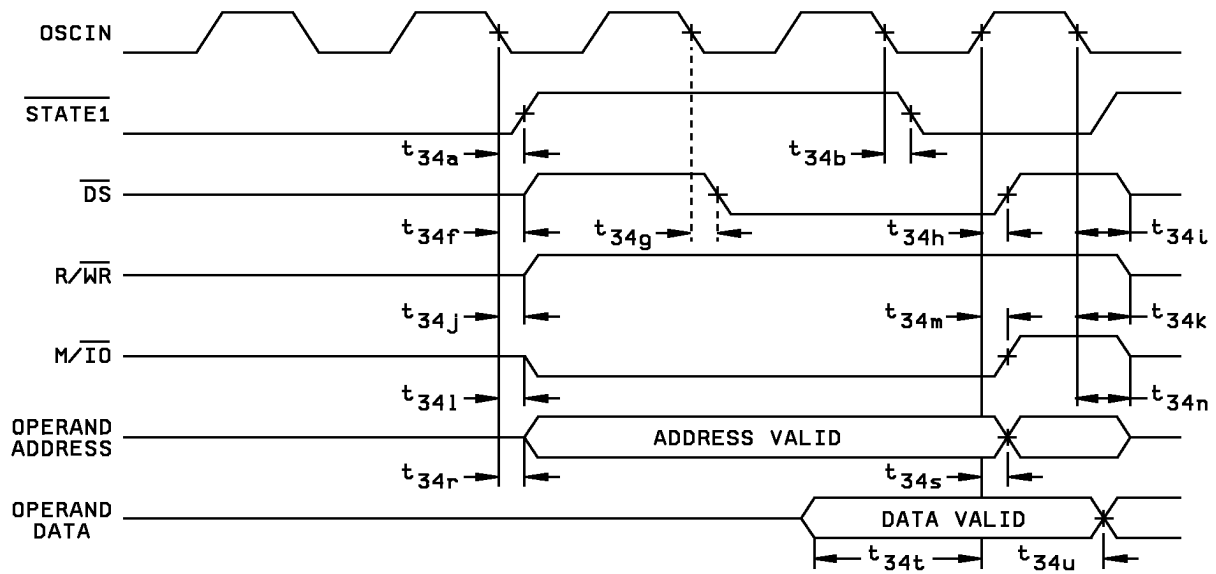 OSCIN
STATE1
t34a
t34b
DS
t34f
t34g
t34h
t34i
R/WR
t34j
t34m
t34k
M/IO
t34l
t34n
OPERAND
ADDRESS
ADDRESS VALID
t34r
t34s
OPERAND
DATA
DATA VALID
t34t
t34u